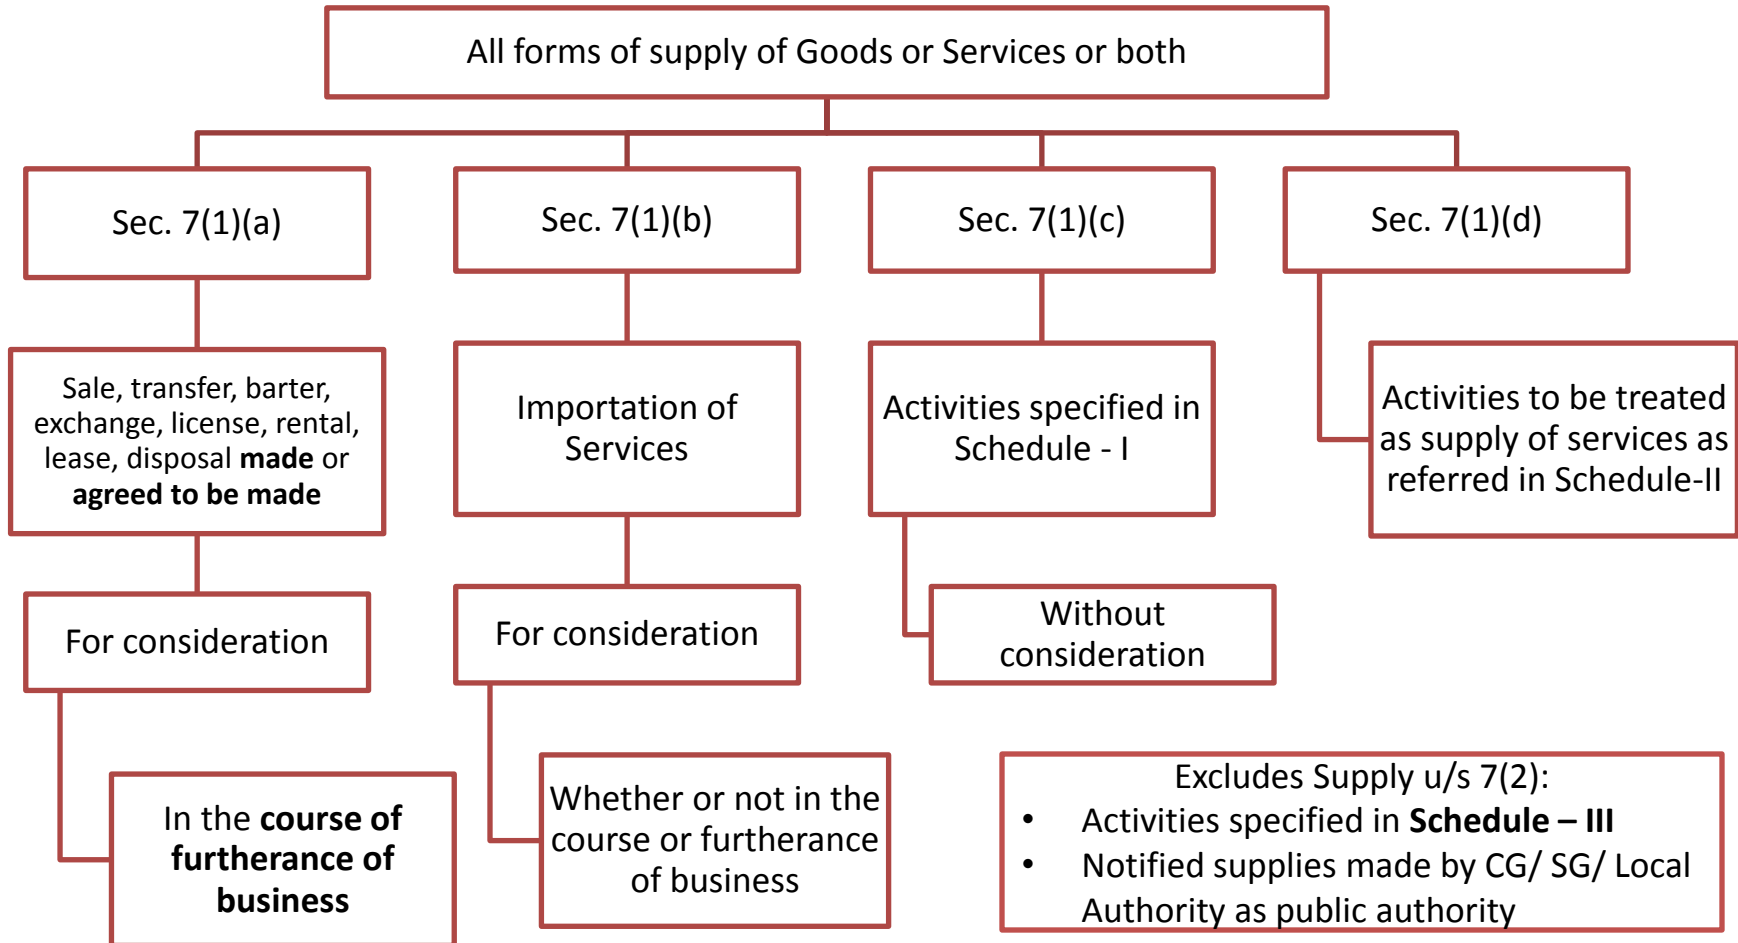 All forms of supply of Goods or Services or both
Sec. 7(1)(a)
Sec. 7(1)(b)
Sec. 7(1)(c)
Sec. 7(1)(d)
Sale, transfer, barter,
exchange, license, rental,
lease, disposal made or
agreed to be made
Importation of
Services
Activities specified in
Schedule - I
Activities to be treated
as supply of services as
referred in Schedule-II
For consideration
For consideration
Without
consideration
In the course of
furtherance of
business
Whether or not in the
course or furtherance
of business
Excludes Supply u/s 7(2):
• Activities specified in Schedule – III
• Notified supplies made by CG/ SG/ Local
Authority as public authority